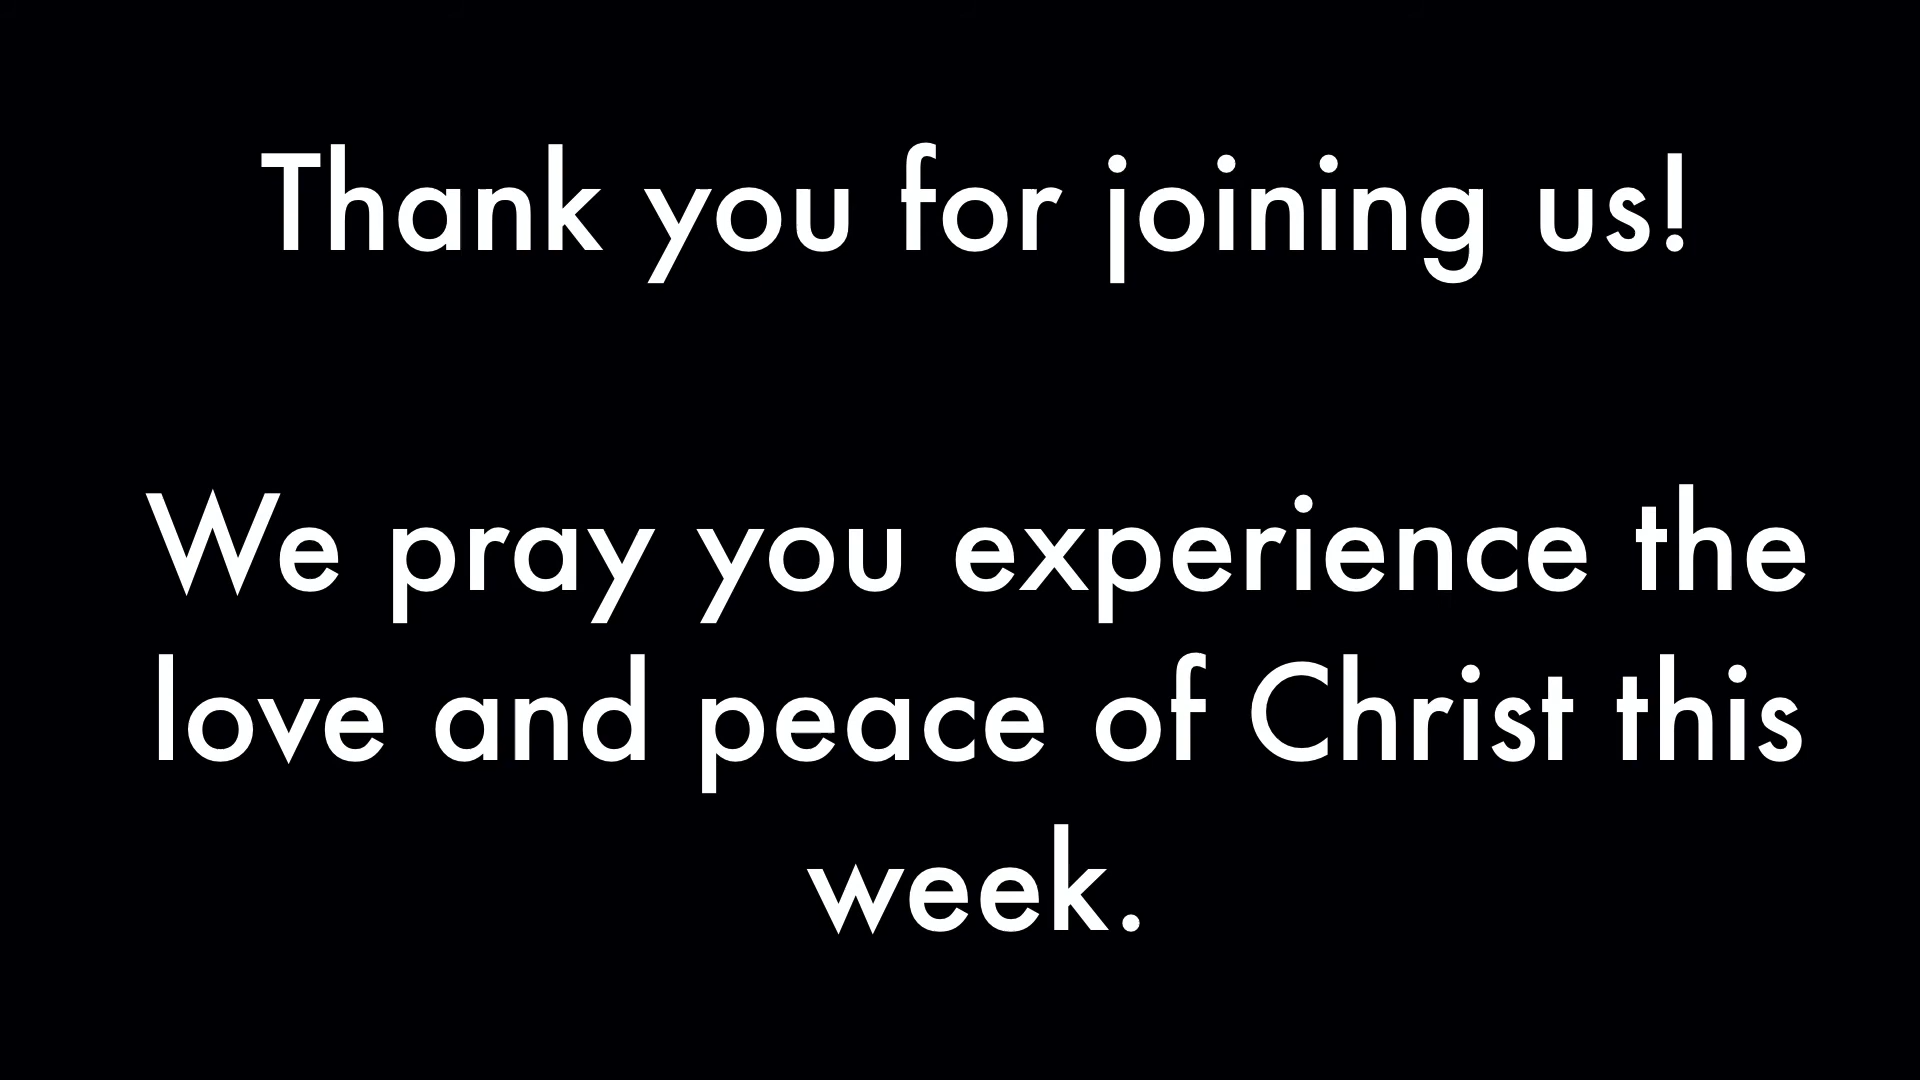 Thank you for joining us!
We pray you experience the
love and peace of Christ this
week.